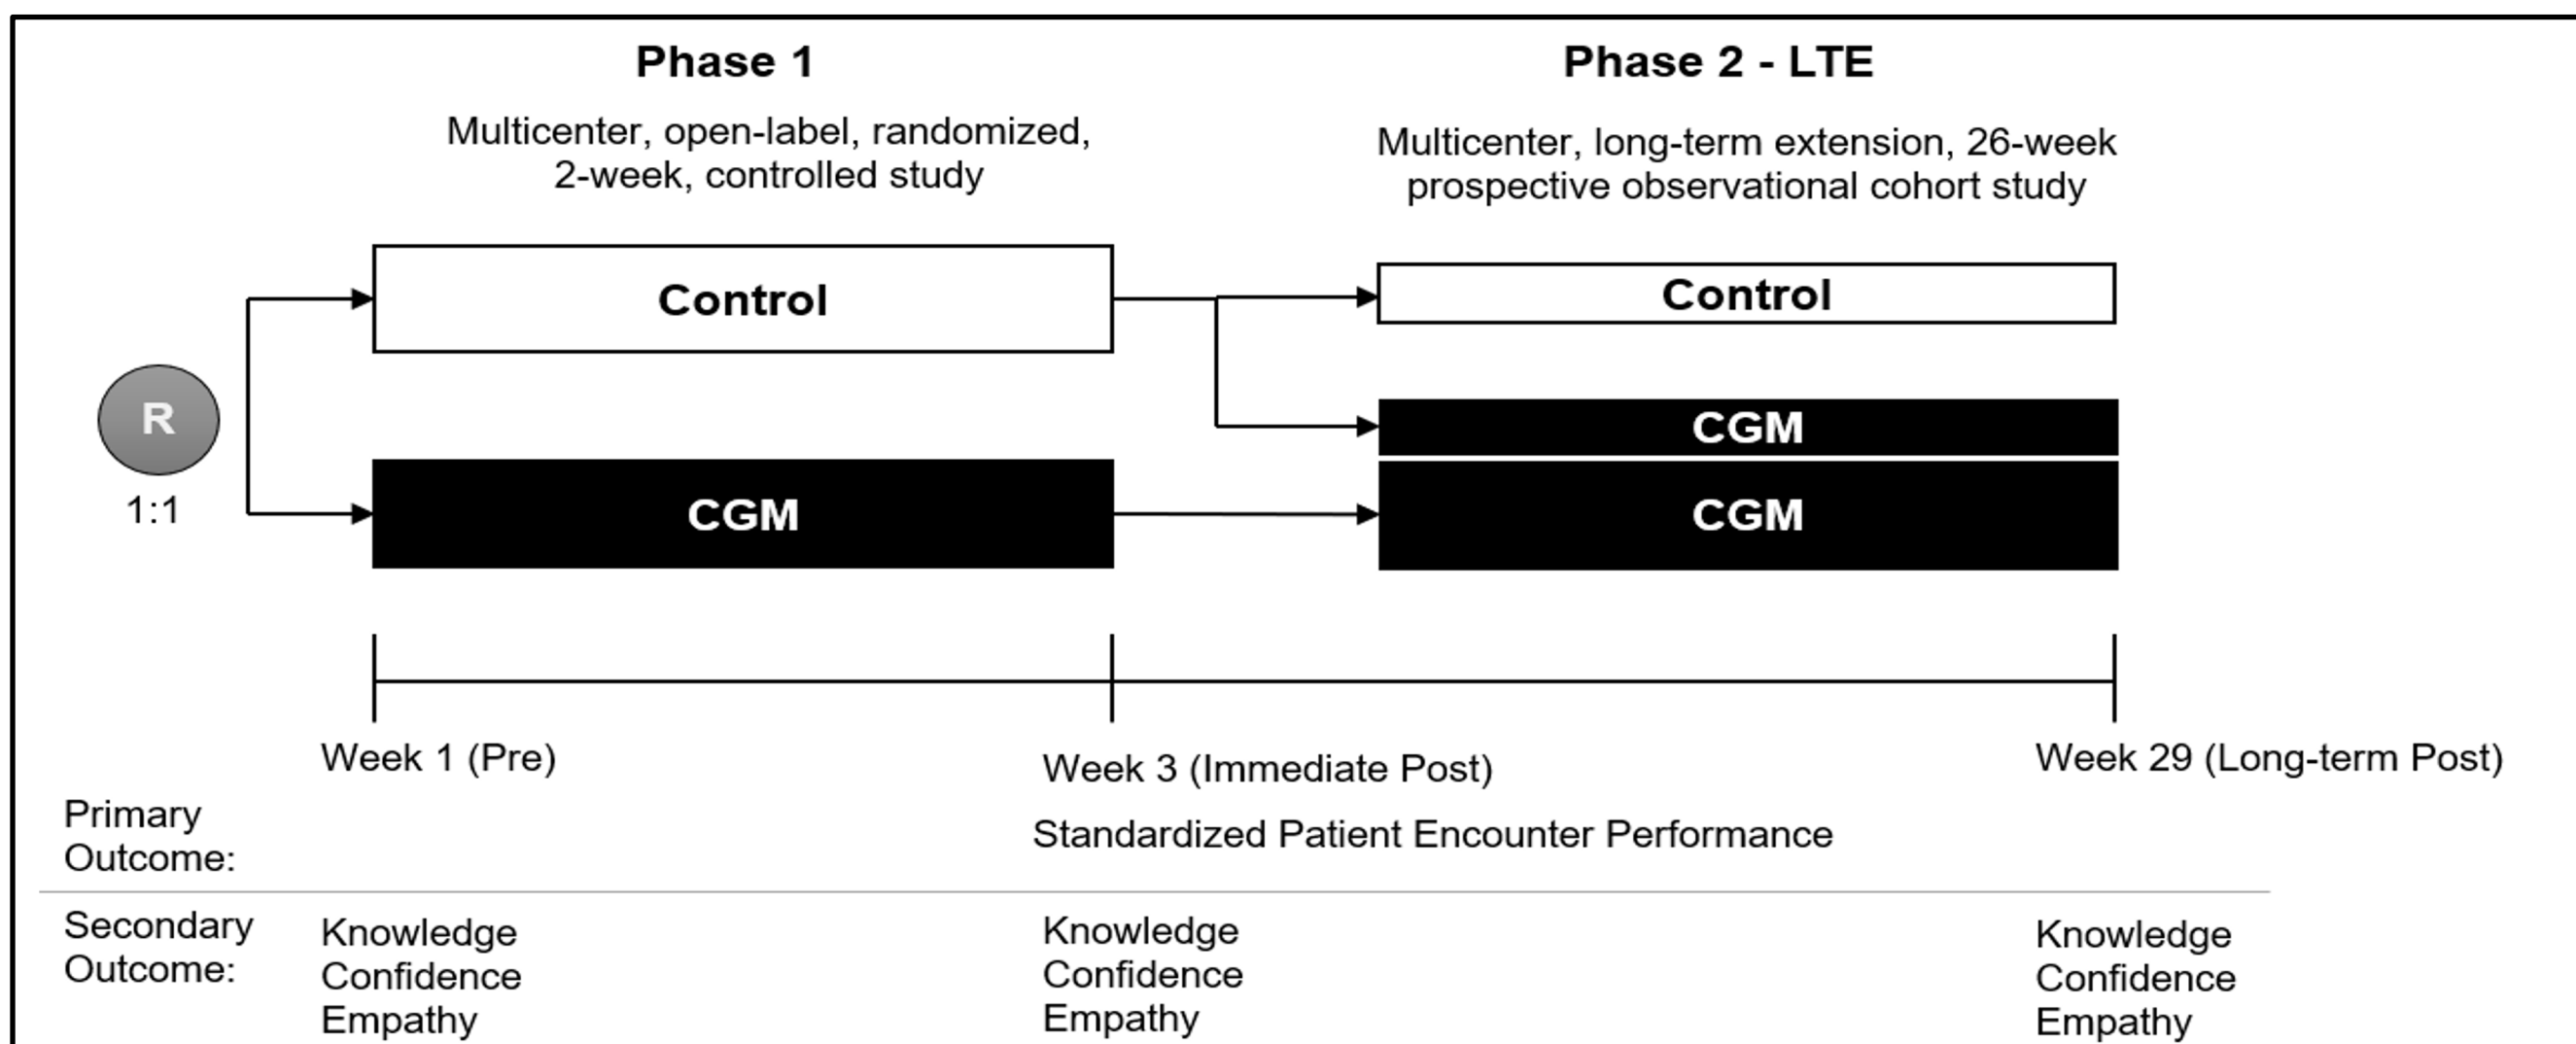 Phase 1
Multicenter, open-label, randomized,
2-week, controlled study
Phase 2 - LTE
Multicenter, long-term extension, 26-week
prospective observational cohort study
R
1:1
Control
CGM
Control
CGM
CGM
Week 1 (Pre)
Week 3 (Immediate Post)
Week 29 (Long-term Post)
Primary
Outcome:
Standardized Patient Encounter Performance
Secondary
Outcome:
Knowledge
Confidence
Empathy
Knowledge
Confidence
Empathy
Knowledge
Confidence
Empathy